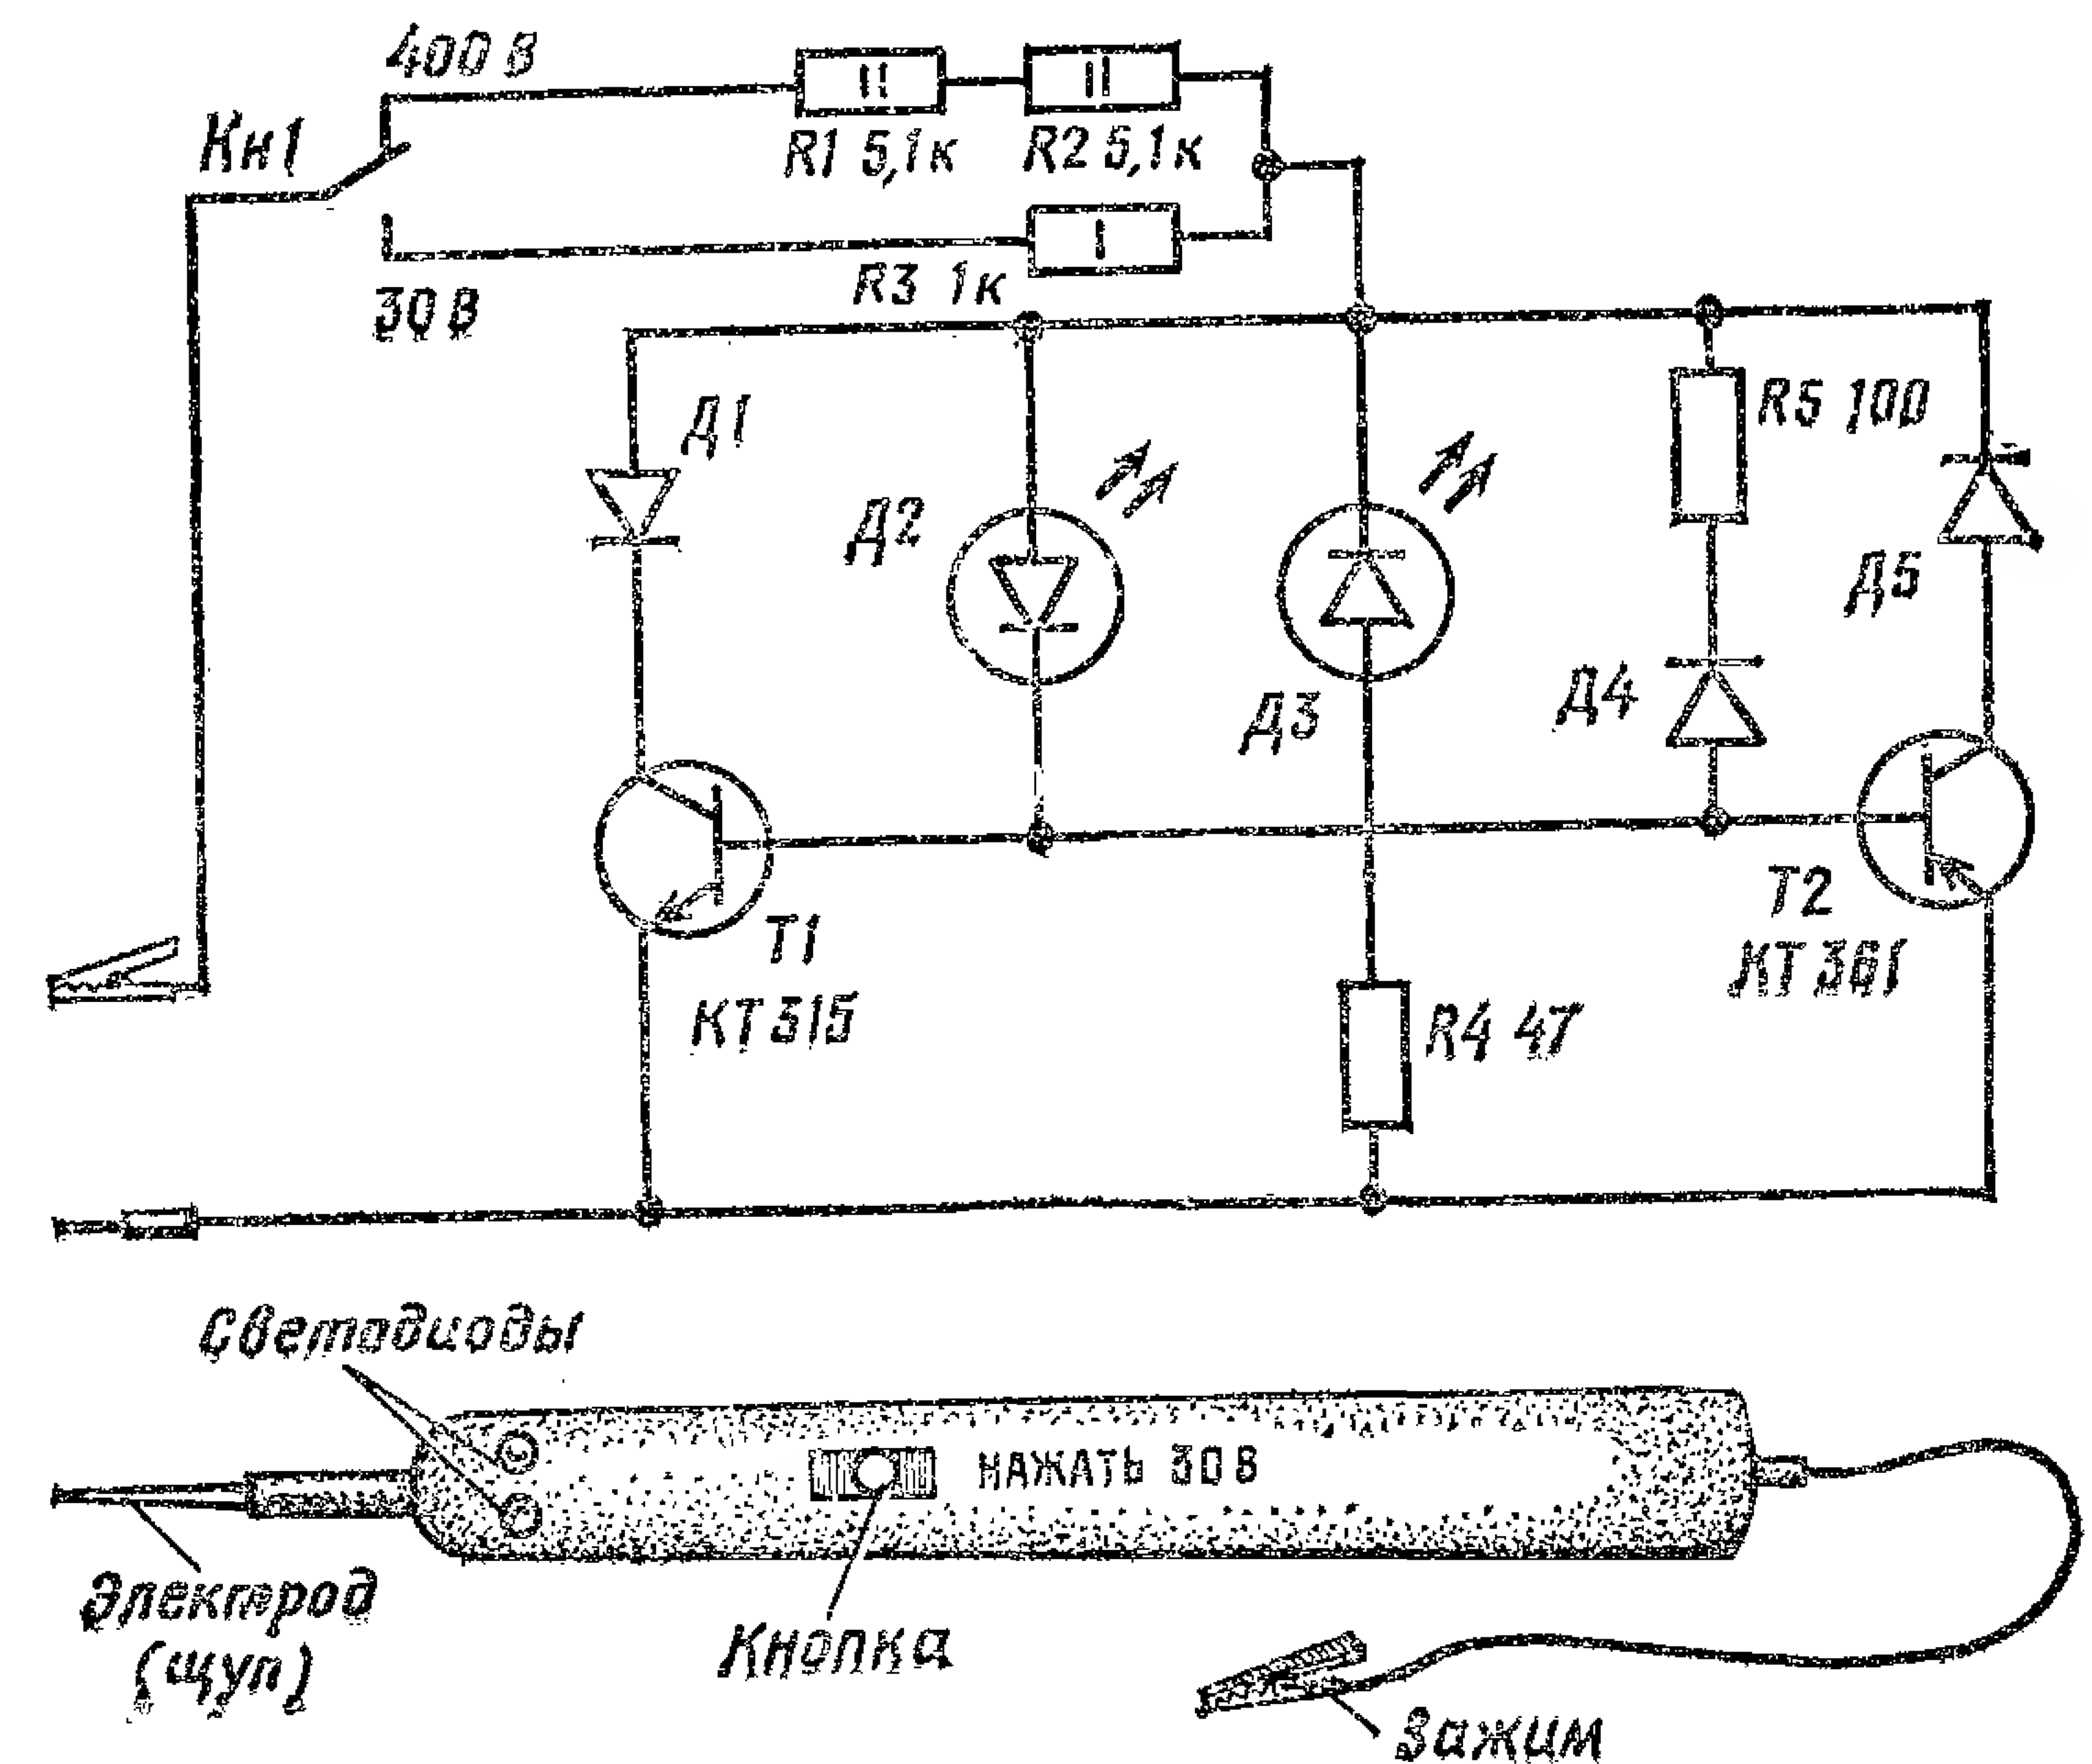 400 В
Кн1
R1 5,1к
R2 5,1к
30 В
R3 1к
Д1
Д2
Д3
R5 100
Д4
Д5
Т1
КТ315
Т2
КТ361
R4 47
Светодиоды
НАЖАТЬ 30В
Электрод
(щуп)
Кнопка
Зажим